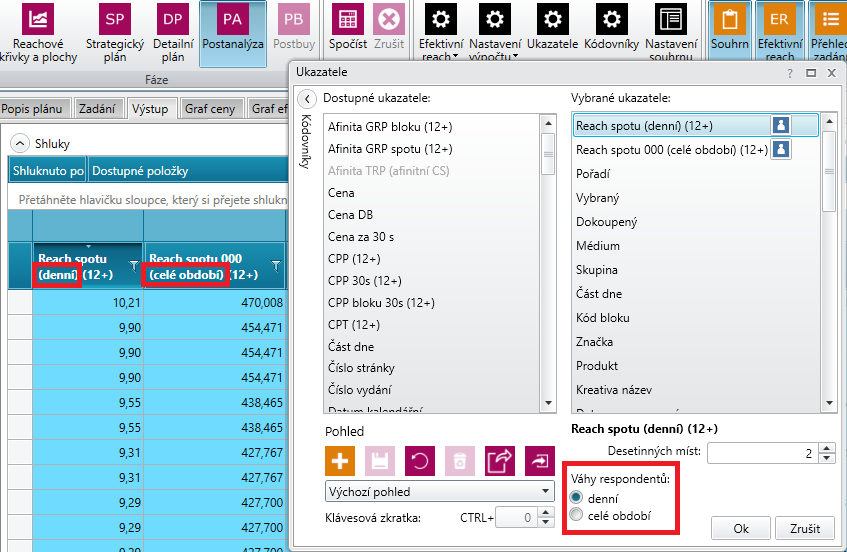 SP
DP
PA
PB
ER
Reachové
křivky a plochy
Strategický
plán
Detailní
plán
Postanalýza
Postbuy
Spočíst
Zrušit
Efektivní
reach
Nastavení
výpočtu
Ukazatele
Kódovníky
Nastavení
souhrnu
Souhrn
Efektivní
reach
Přehled
zadání
Fáze
Popis plánu
Zadání
Výstup
Graf ceny
Graf ef
Shluky
Shluknuto po
Dostupné položky
Přetáhněte hlavičku sloupce, který si přejete shlukn
Reach spotu
(denní) (12+)
Reach spotu 000
(celé období) (12+)
10,21 470,008
9,90 454,471
9,90 454,471
9,90 454,471
9,55 438,465
9,55 438,465
9,31 427,767
9,31 427,767
9,29 427,700
9,29 427,700
9,29 427,700
Ukazatele
?
Kódovníky
Dostupné ukazatele:
Afinita GRP bloku (12+)
Afinita GRP spotu (12+)
Afinita TRP (afinitní CS)
Cena
Cena DB
Cena za 30 s
CPP (12+)
CPP 30s (12+)
CPP bloku 30s (12+)
CPT (12+)
Část dne
Číslo stránky
Číslo vydání
Datum kalendářní
Vybrané ukazatele:
Reach spotu (denní) (12+)
Reach spotu 000 (celé období) (12+)
Pořadí
Vybraný
Dokoupený
Médium
Skupina
Část dne
Kód bloku
Značka
Produkt
Kreativa název
Pohled
Výchozí pohled
Klávesová zkratka: CTRL+ 0
Reach spotu (denní) (12+)
Desetinných míst: 2
Váhy respondentů:
denní
celé období
Ok
Zrušit